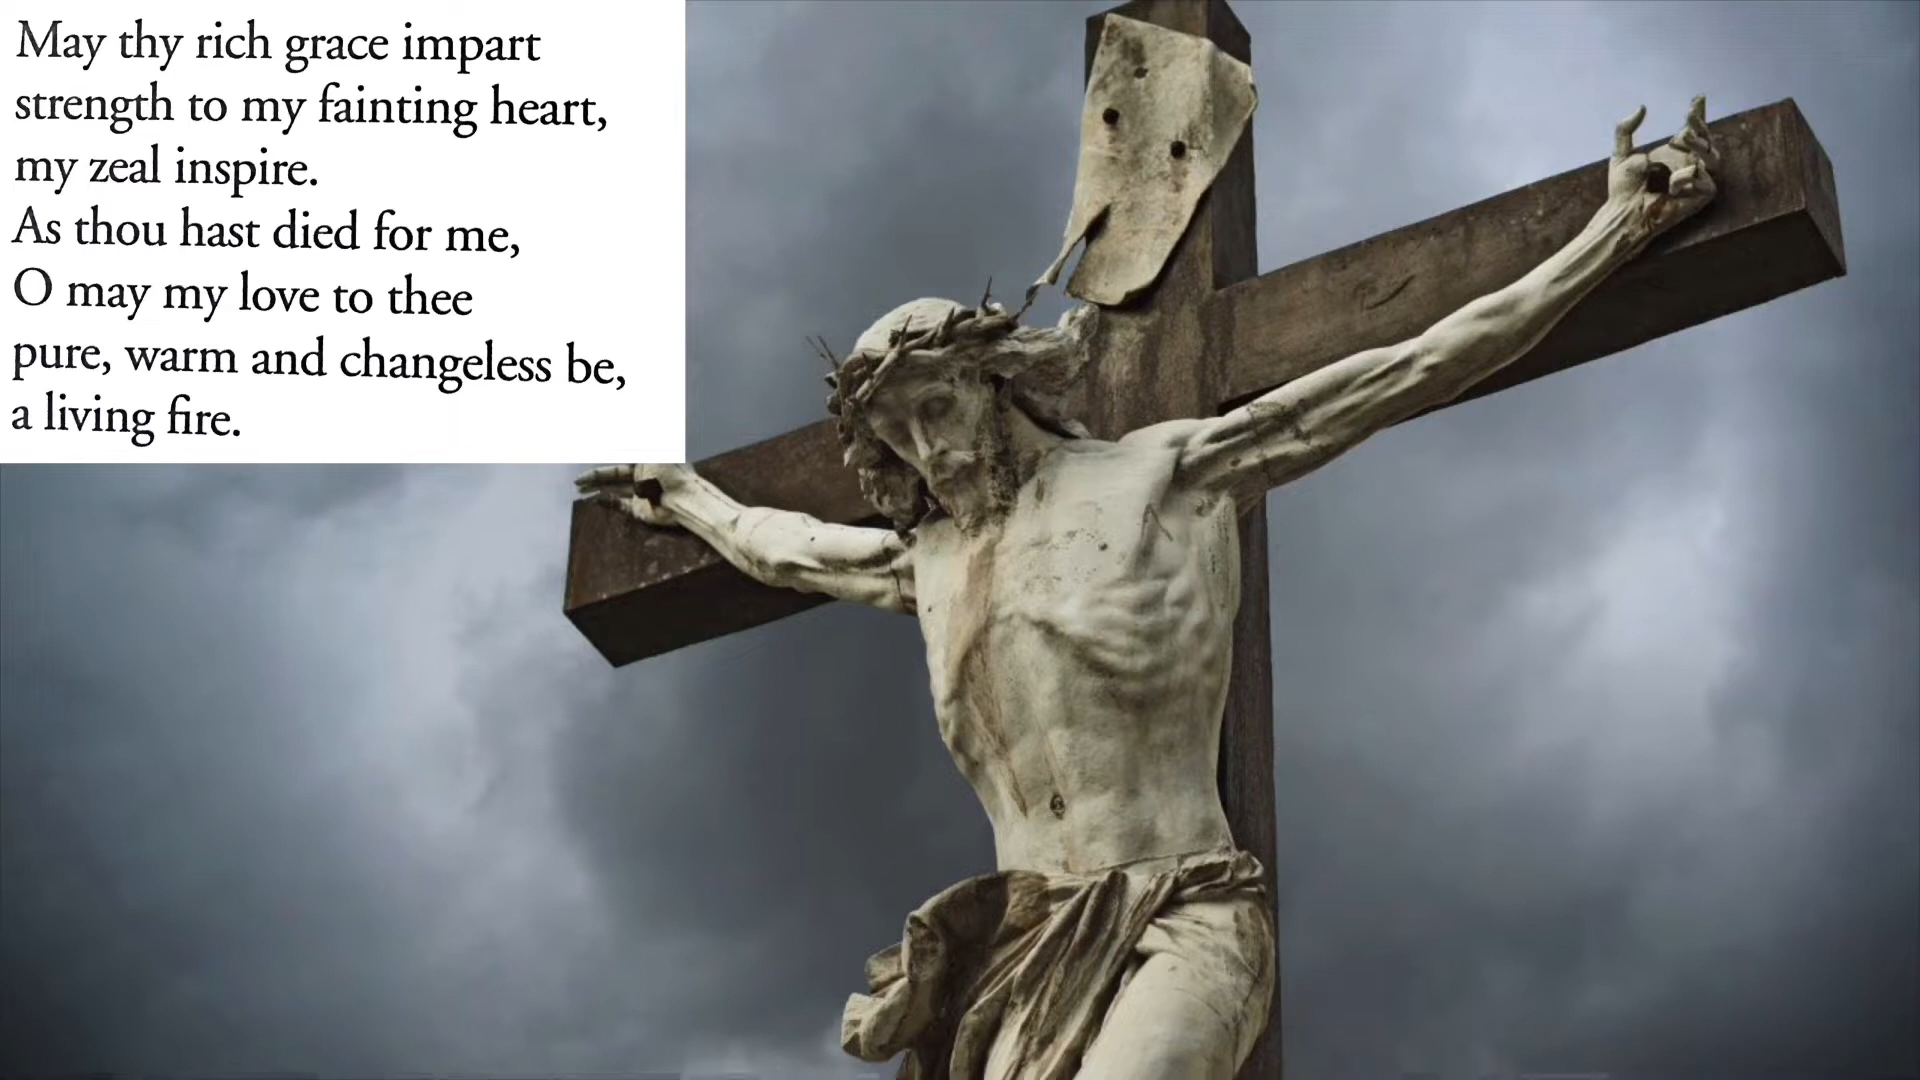 May thy rich grace impart
strength to my fainting heart,
my zeal inspire.
As thou hast died for me,
O may my love to thee
pure, warm and changeless be,
a living fire.